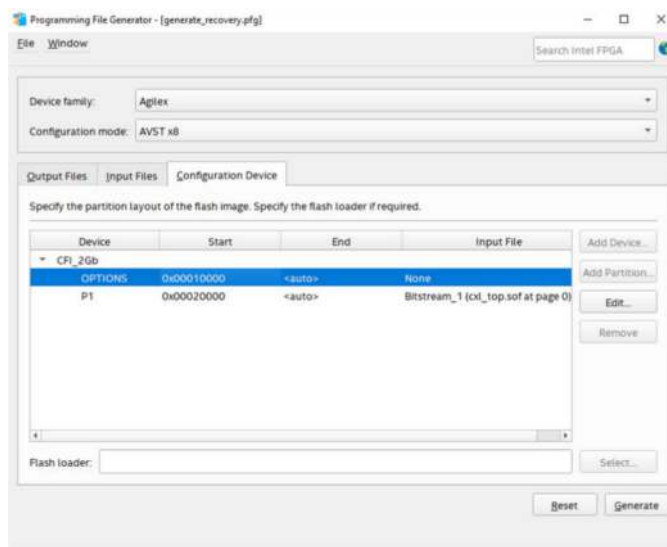 Programming File Generator - [generate_recovery.pfg]
File Window
Search Intel FPGA
Device family: Agilex
Configuration mode: AVST x8
Output Files Input Files Configuration Device
Specify the partition layout of the flash image. Specify the flash loader if required.
Device Start End Input File
CFI_2Gb
OPTIONS 0x00010000 <auto> None
P1 0x00020000 <auto> Bitstream_1 (cxl_top.sof at page 0)
Add Device...
Add Partition...
Edit...
Remove
Flash loader:
Select...
Reset Generate